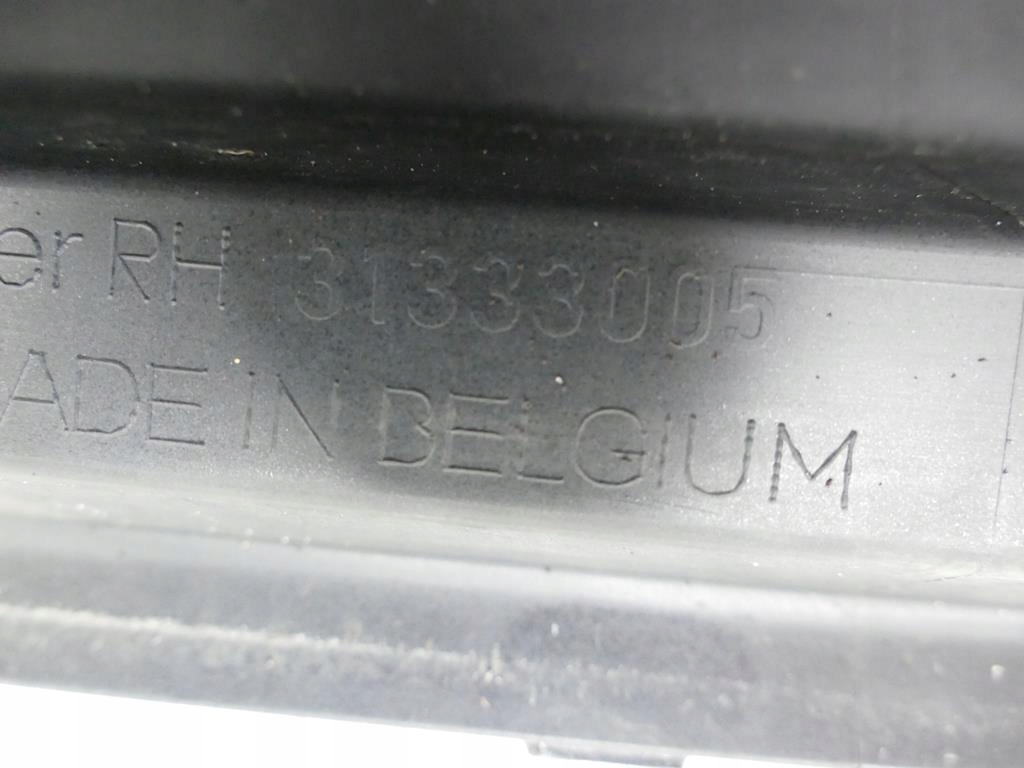 er RH 31333005
ADE IN BELGIUM